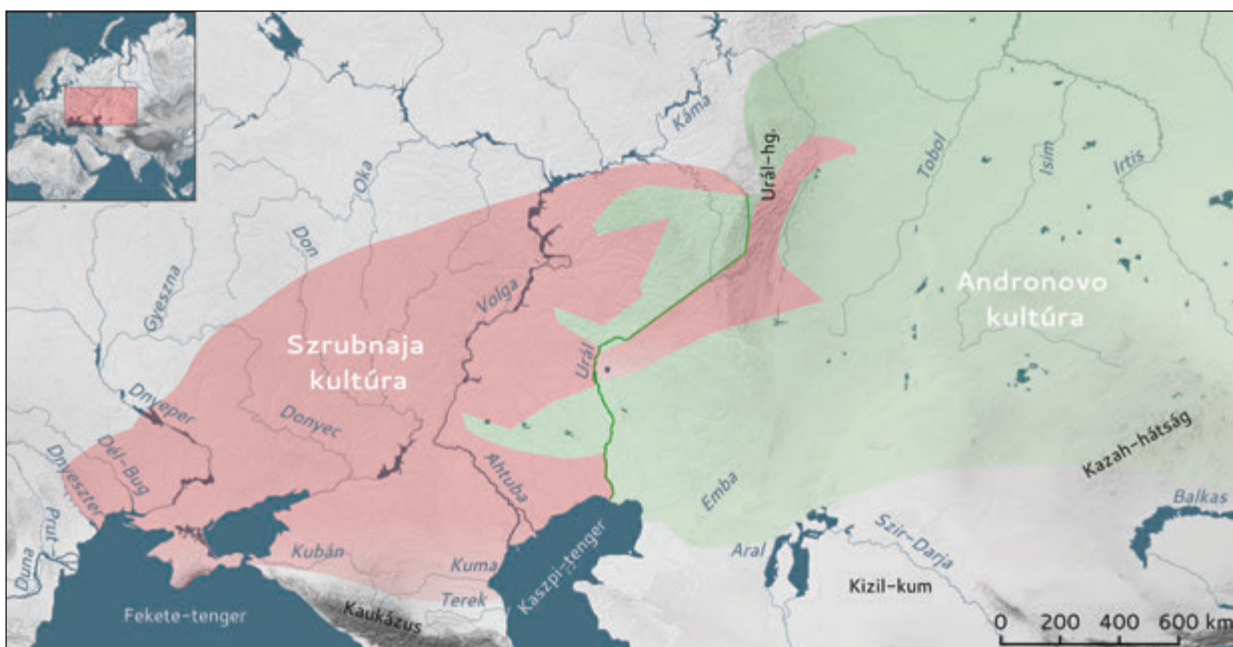 Káma
Urál-hg.
Tobol
Isim
Irtis
Oka
Don
Gyeszna
Volga
Andronovo
kultúra
Szrubnaja
kultúra
Urál
Dnyeper
Donyec
Dél-Bug
Dnyeszter
Ahtuba
Kazah-hátság
Emba
Balkas
Prut
Duna
Kubán
Kuma
Terek
Kaszpi-tenger
Aral
Szir-Darja
Kizil-kum
Fekete-tenger
Kaukázus
0 200 400 600 km